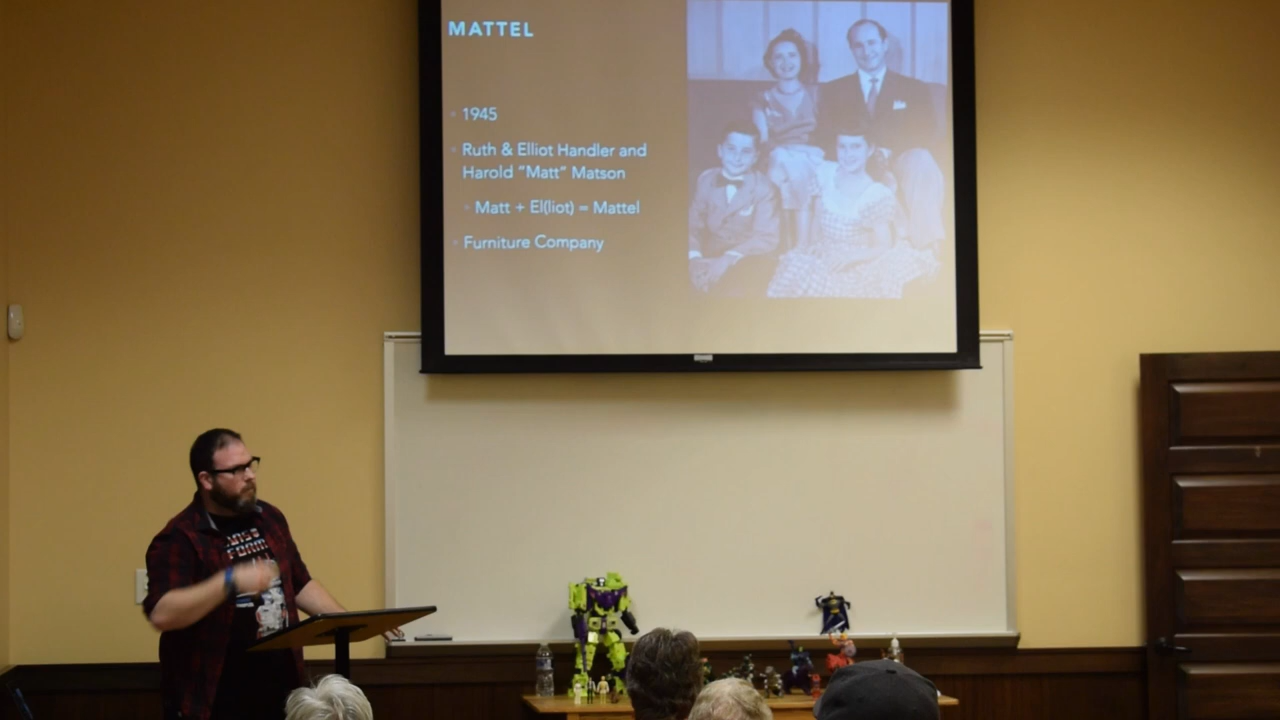 MATTEL
1945
Ruth & Elliot Handler and
Harold “Matt” Matson
Matt + El(liot) = Mattel
Furniture Company